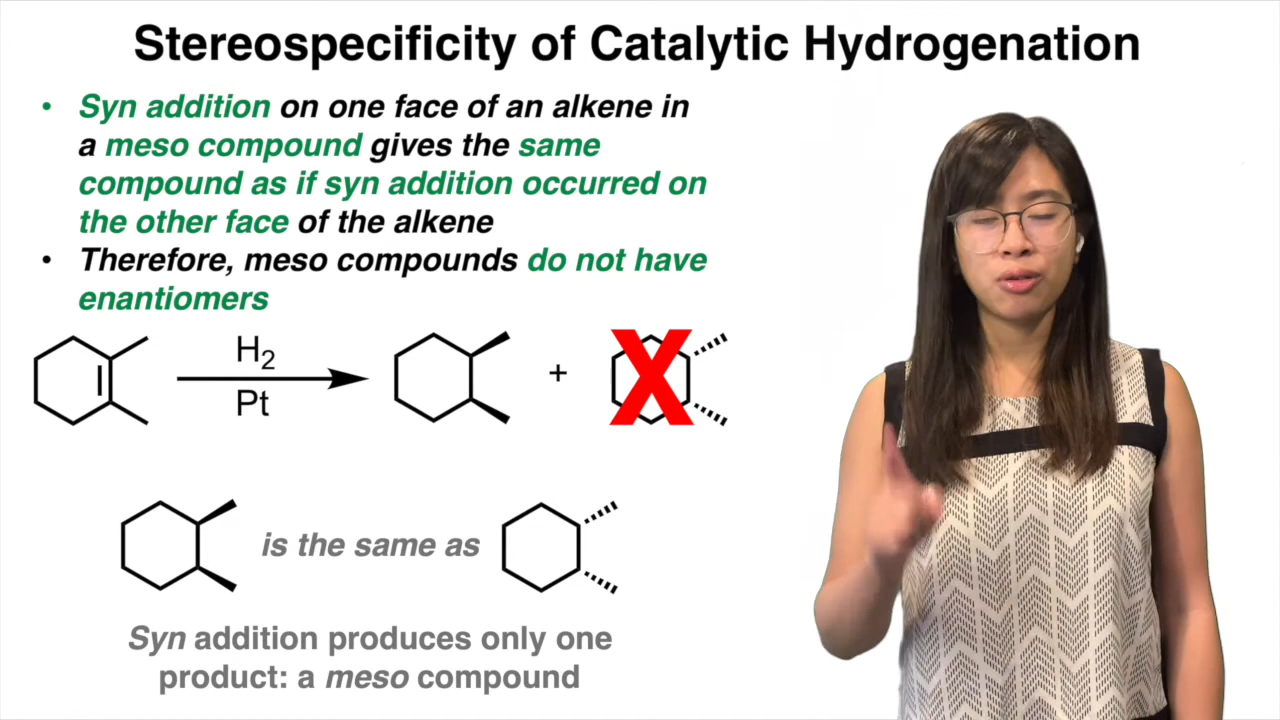 Stereospecificity of Catalytic Hydrogenation
• Syn addition on one face of an alkene in
a meso compound gives the same
compound as if syn addition occurred on
the other face of the alkene
• Therefore, meso compounds do not have
enantiomers
H₂
Pt
+
X
is the same as
Syn addition produces only one
product: a meso compound